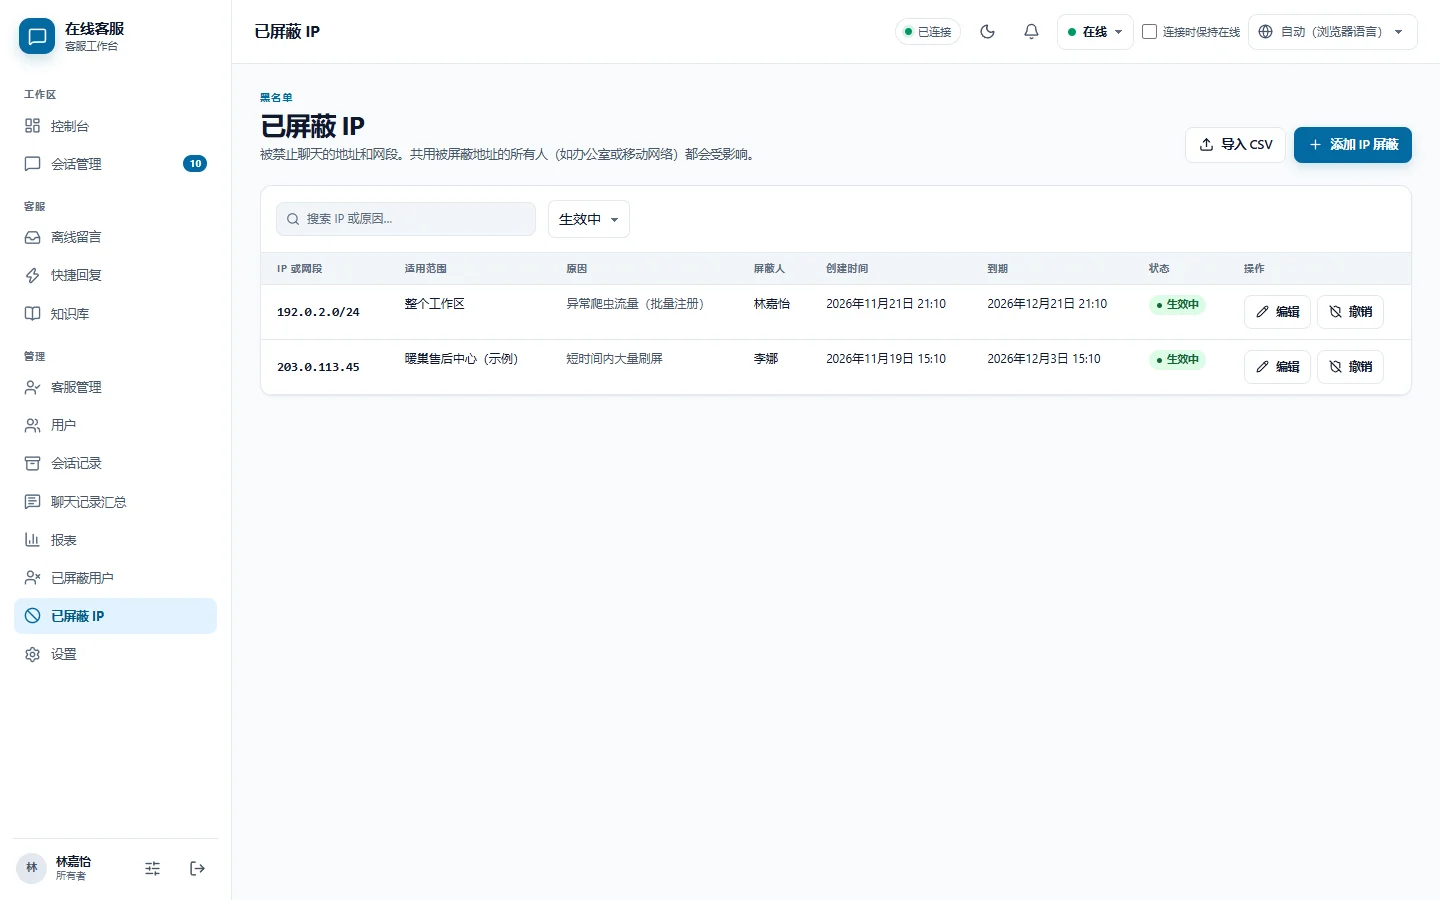 在线客服
客服工作台
工作区
控制台
会话管理
10
客服
离线留言
快捷回复
知识库
管理
客服管理
用户
会话记录
聊天记录汇总
报表
已屏蔽用户
已屏蔽 IP
设置
林
林嘉怡
所有者
已屏蔽 IP
已连接
在线
连接时保持在线
自动（浏览器语言）
黑名单
已屏蔽 IP
被禁止聊天的地址和网段。共用被屏蔽地址的所有人（如办公室或移动网络）都会受影响。
导入 CSV
添加 IP 屏蔽
搜索 IP 或原因...
生效中
IP 或网段 适用范围 原因 屏蔽人 创建时间 到期 状态 操作
192.0.2.0/24 整个工作区 异常爬虫流量（批量注册） 林嘉怡 2026年11月21日 21:10 2026年12月21日 21:10 生效中 编辑 撤销
203.0.113.45 暖巢售后中心（示例） 短时间内大量刷屏 李娜 2026年11月19日 15:10 2026年12月3日 15:10 生效中 编辑 撤销